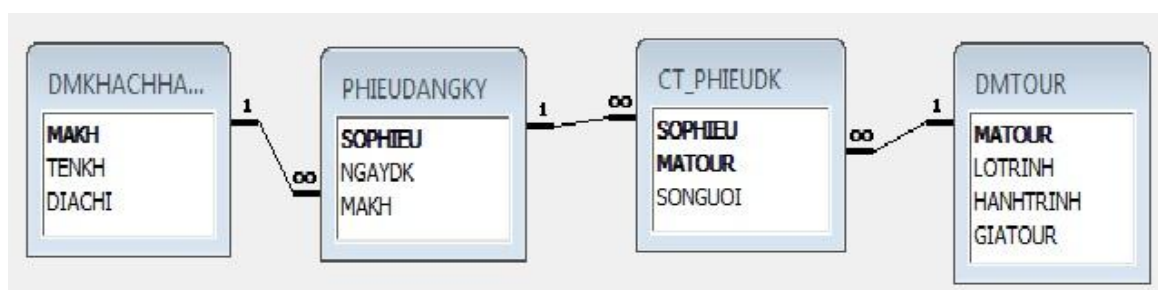 DMKHACHHA...
MAKH
TENKH
DIACHI
1
∞
PHIEUDANGKY
SOPHIEU
NGAYDK
MAKH
1
∞
CT_PHIEUDK
SOPHIEU
MATOUR
SONGUOI
∞
1
DMTOUR
MATOUR
LOTRINH
HANHTRINH
GIATOUR